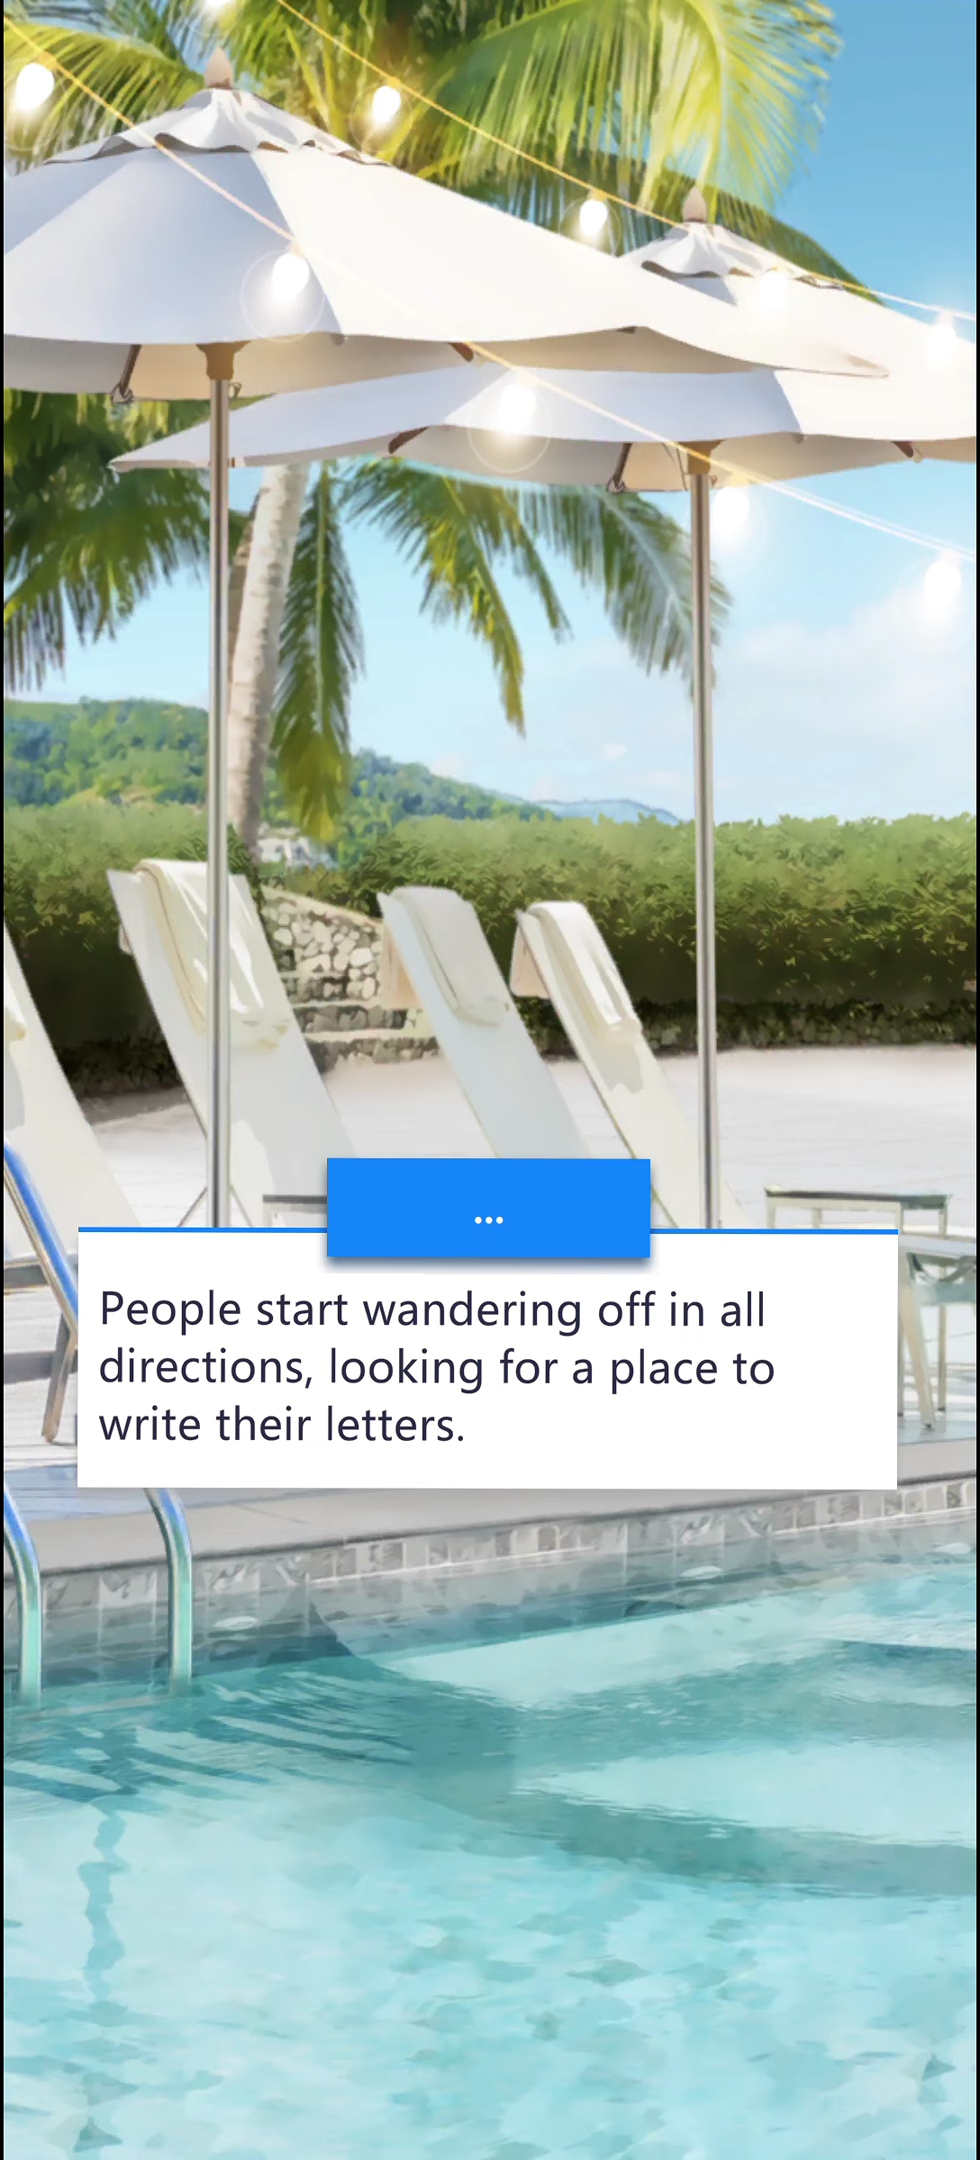 ...
People start wandering off in all
directions, looking for a place to
write their letters.